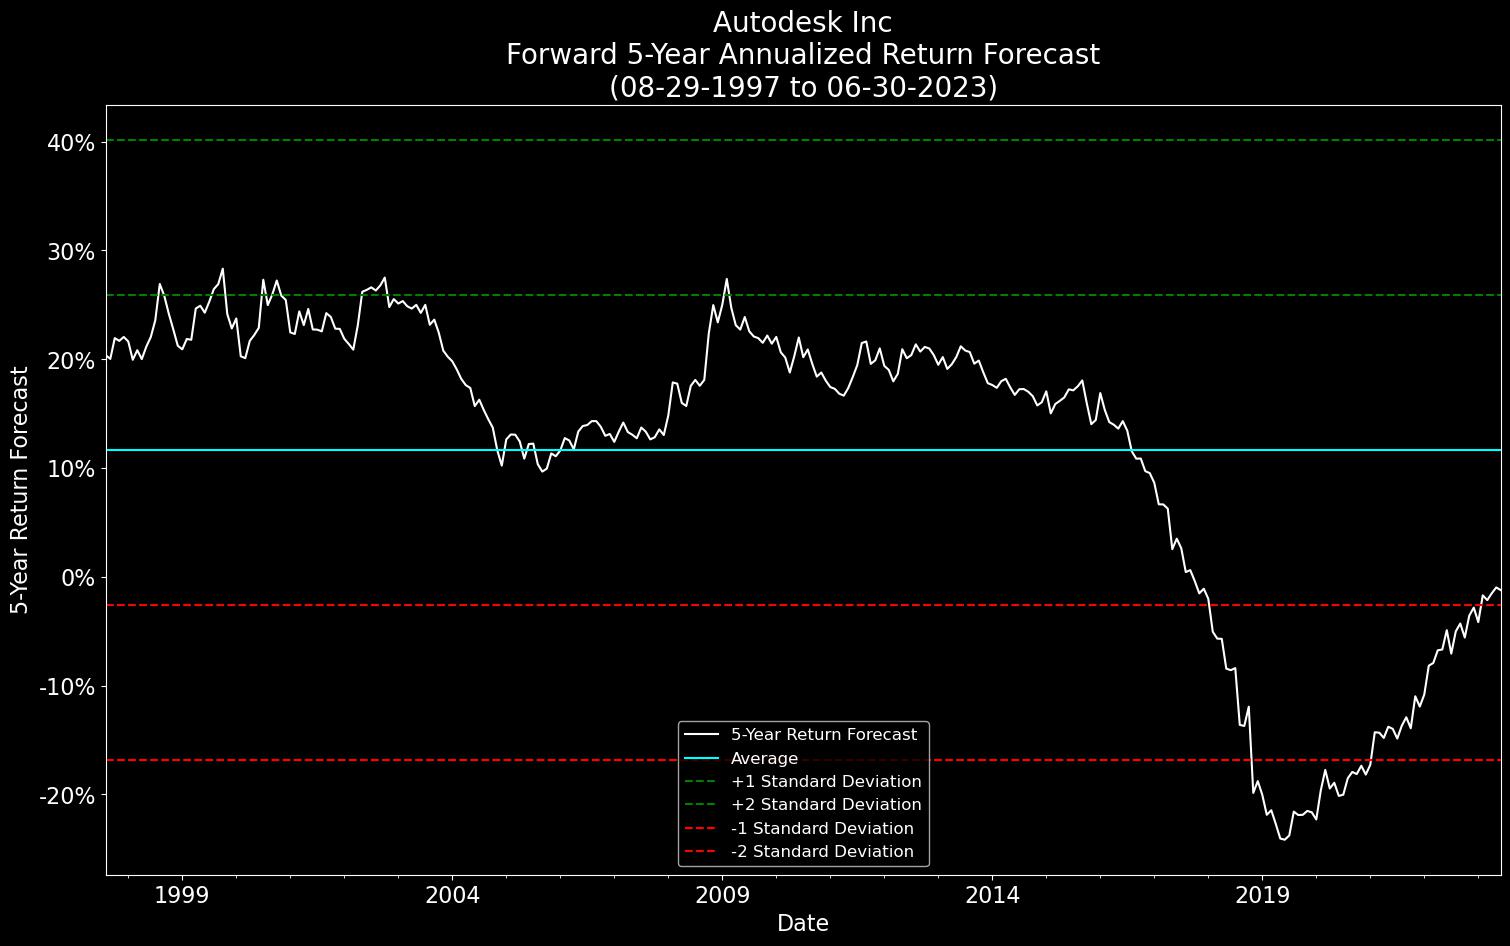 Autodesk Inc
Forward 5-Year Annualized Return Forecast
(08-29-1997 to 06-30-2023)
5-Year Return Forecast
40%
30%
20%
10%
0%
-10%
-20%
5-Year Return Forecast
Average
+1 Standard Deviation
+2 Standard Deviation
-1 Standard Deviation
-2 Standard Deviation
1999 2004 2009 2014 2019
Date